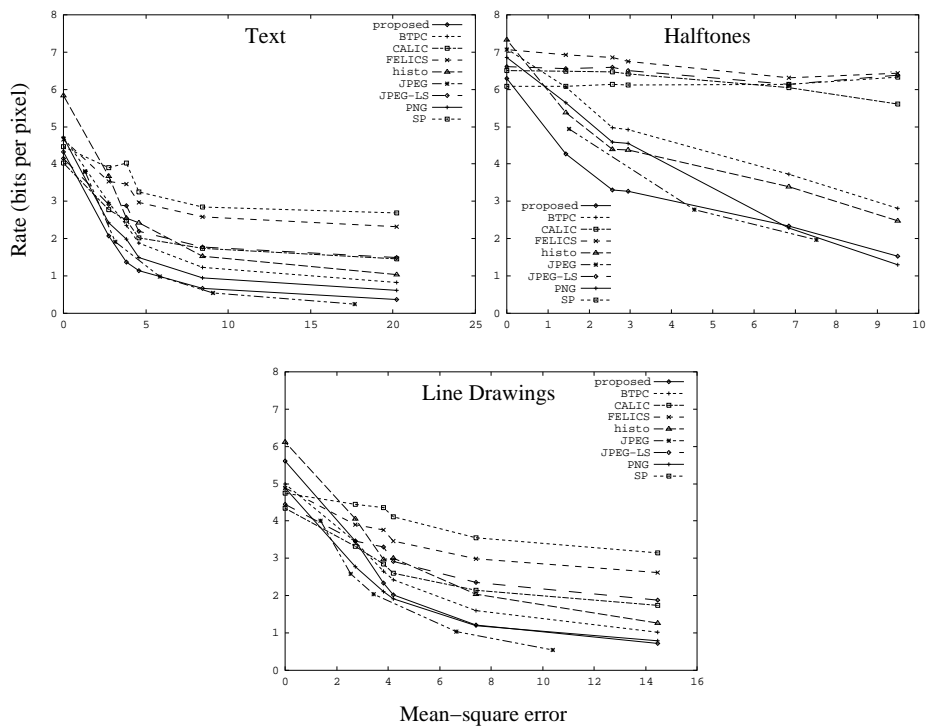 Text
proposed
BTPC
CALIC
FELICS
histo
JPEG
JPEG-LS
PNG
SP
8
7
6
5
4
3
2
1
0
0 5 10 15 20 25
Halftones
proposed
BTPC
CALIC
FELICS
histo
JPEG
JPEG-LS
PNG
SP
8
7
6
5
4
3
2
1
0
0 1 2 3 4 5 6 7 8 9 10
Rate (bits per pixel)
Line Drawings
proposed
BTPC
CALIC
FELICS
histo
JPEG
JPEG-LS
PNG
SP
8
7
6
5
4
3
2
1
0
0 2 4 6 8 10 12 14 16
Mean−square error